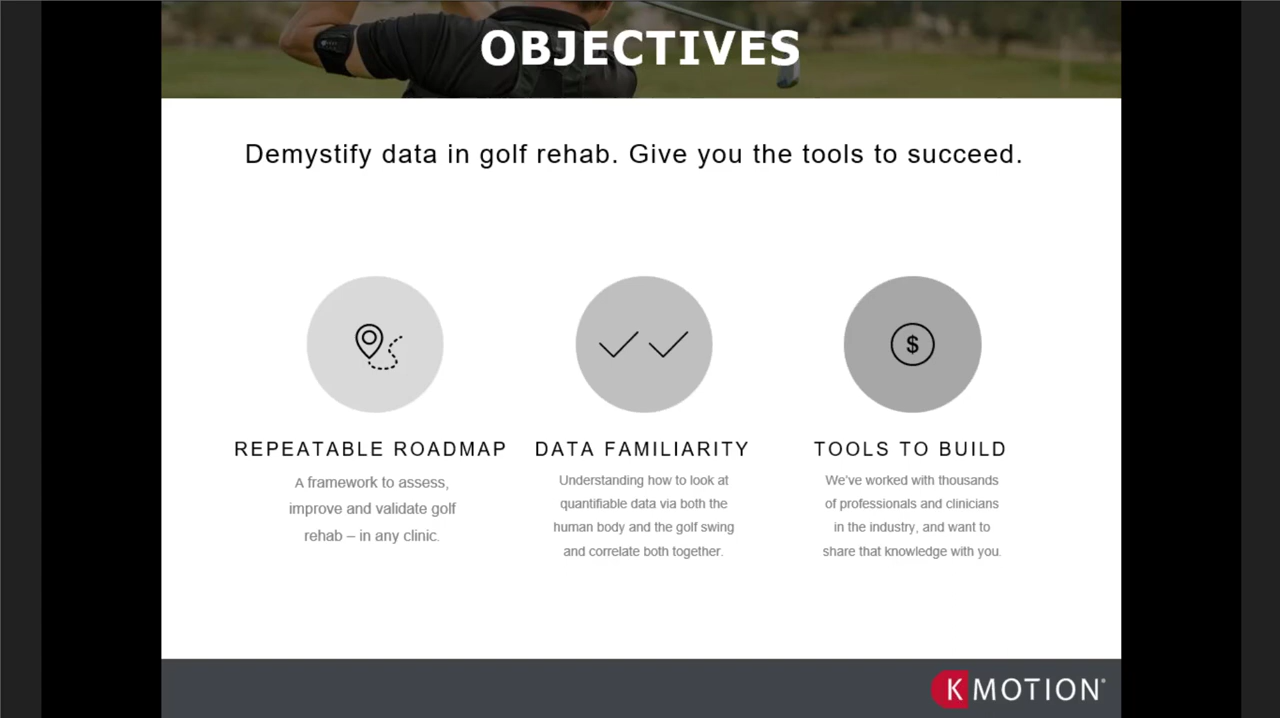 OBJECTIVES
Demystify data in golf rehab. Give you the tools to succeed.
$
REPEATABLE ROADMAP
A framework to assess,
improve and validate golf
rehab – in any clinic.
DATA FAMILIARITY
Understanding how to look at
quantifiable data via both the
human body and the golf swing
and correlate both together.
TOOLS TO BUILD
We’ve worked with thousands
of professionals and clinicians
in the industry, and want to
share that knowledge with you.
K MOTION